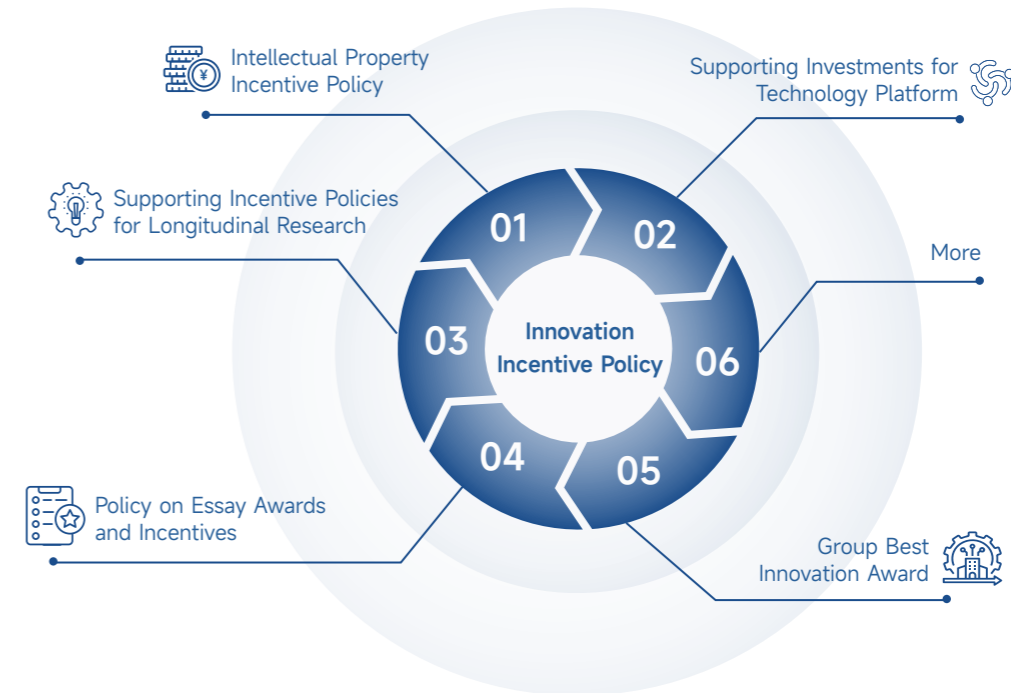 Intellectual Property
Incentive Policy
¥
Supporting Investments for
Technology Platform
Supporting Incentive Policies
for Longitudinal Research
More
01
02
03
06
04
05
Innovation
Incentive Policy
Policy on Essay Awards
and Incentives
Group Best
Innovation Award